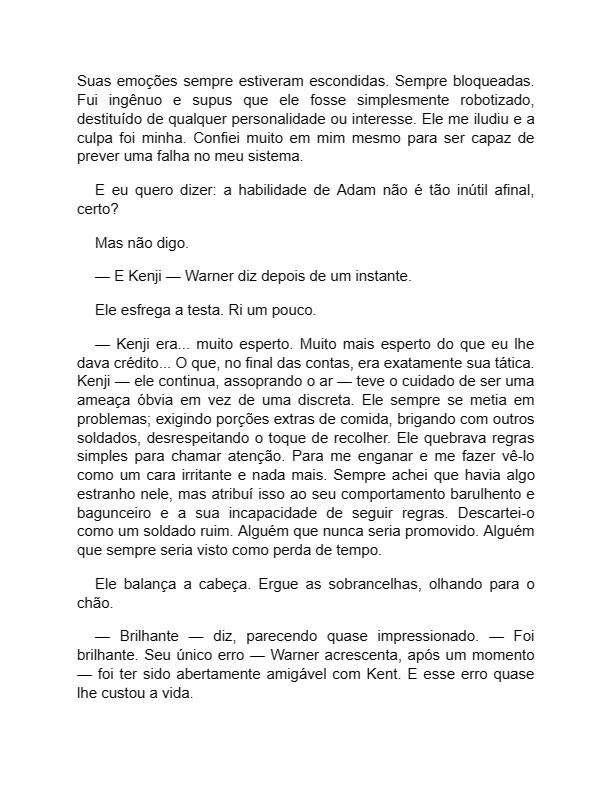 Suas emoções sempre estiveram escondidas. Sempre bloqueadas.
Fui ingênuo e supus que ele fosse simplesmente robotizado,
destituído de qualquer personalidade ou interesse. Ele me iludiu e a
culpa foi minha. Confiei muito em mim mesmo para ser capaz de
prever uma falha no meu sistema.
E eu quero dizer: a habilidade de Adam não é tão inútil afinal,
certo?
Mas não digo.
— E Kenji — Warner diz depois de um instante.
Ele esfrega a testa. Ri um pouco.
— Kenji era... muito esperto. Muito mais esperto do que eu lhe
dava crédito... O que, no final das contas, era exatamente sua tática.
Kenji — ele continua, assoprando o ar — teve o cuidado de ser uma
ameaça óbvia em vez de uma discreta. Ele sempre se metia em
problemas; exigindo porções extras de comida, brigando com outros
soldados, desrespeitando o toque de recolher. Ele quebrava regras
simples para chamar atenção. Para me enganar e me fazer vê-lo
como um cara irritante e nada mais. Sempre achei que havia algo
estranho nele, mas atribuí isso ao seu comportamento barulhento e
bagunceiro e a sua incapacidade de seguir regras. Descartei-o
como um soldado ruim. Alguém que nunca seria promovido. Alguém
que sempre seria visto como perda de tempo.
Ele balança a cabeça. Ergue as sobrancelhas, olhando para o
chão.
— Brilhante — diz, parecendo quase impressionado. — Foi
brilhante. Seu único erro — Warner acrescenta, após um momento
— foi ter sido abertamente amigável com Kent. E esse erro quase
lhe custou a vida.